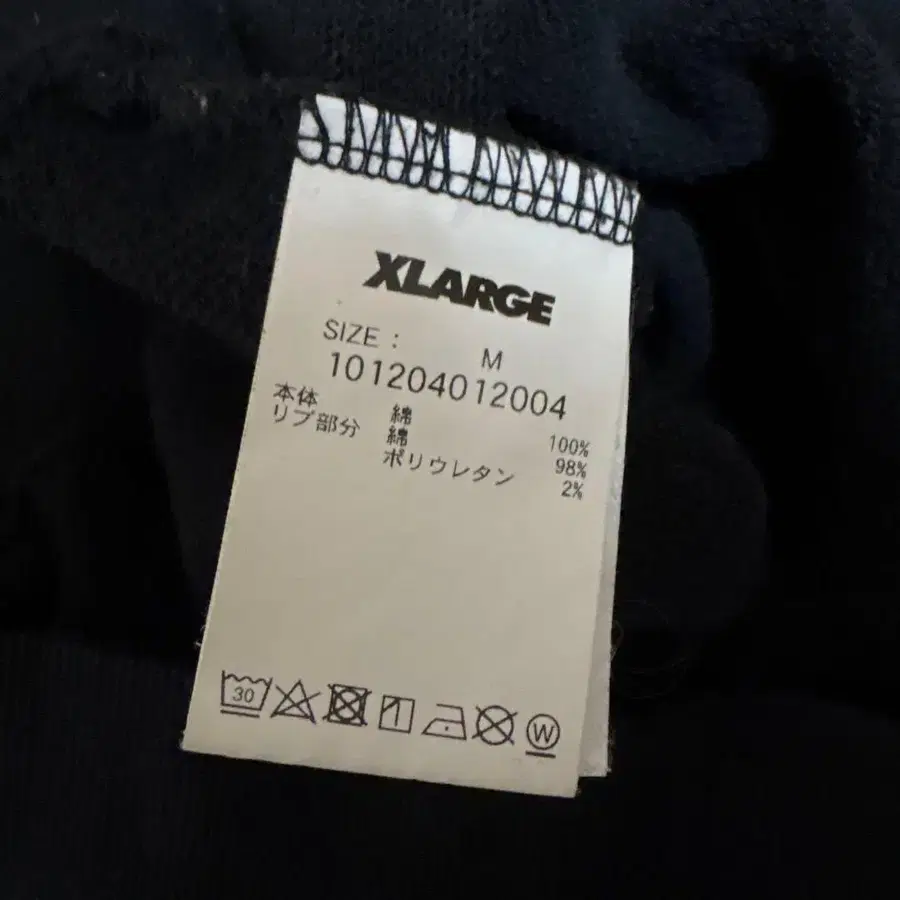 XLARGE
SIZE : M
101204012004
本体 綿 100%
リブ部分 綿 98%
ポリウレタン 2%
30
W